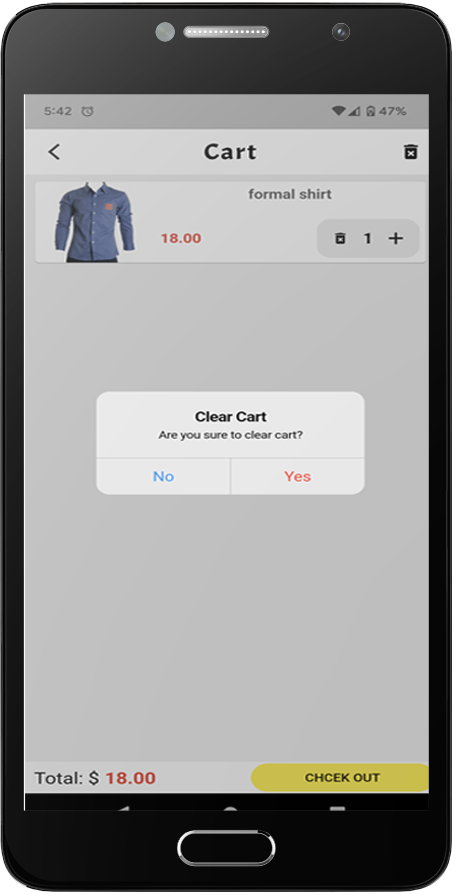 5:42
47%
Cart
formal shirt
18.00
1
Clear Cart
Are you sure to clear cart?
No
Yes
Total: $ 18.00
CHCEK OUT